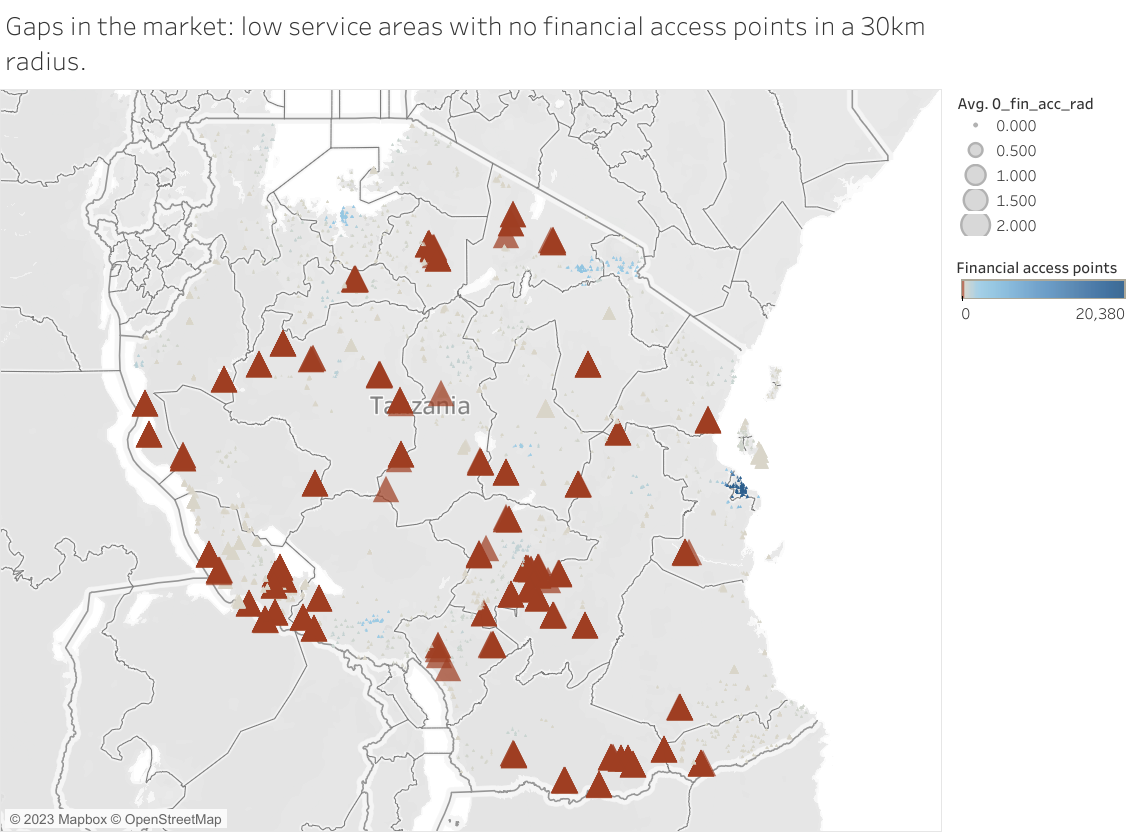 Gaps in the market: low service areas with no financial access points in a 30km
radius.
Avg. 0_fin_acc_rad
0.000
0.500
1.000
1.500
2.000
Financial access points
0 20,380
Tanzania
© 2023 Mapbox © OpenStreetMap